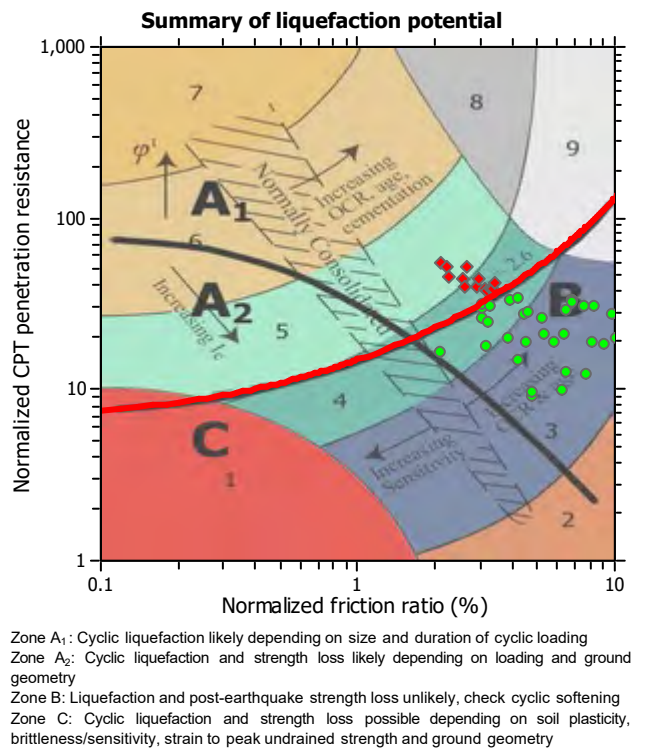 Summary of liquefaction potential
1,000
100
10
1
Normalized CPT penetration resistance
7
8
9
φ'
A1
Normally Consolidated
Increasing
OCR, age,
cementation
6
A2
Increasing Ic
5
2.6
B
4
C
1
Increasing
Sensitivity
Increasing
OCR & age
3
2
0.1
1
10
Normalized friction ratio (%)
Zone A1: Cyclic liquefaction likely depending on size and duration of cyclic loading
Zone A2: Cyclic liquefaction and strength loss likely depending on loading and ground
geometry
Zone B: Liquefaction and post-earthquake strength loss unlikely, check cyclic softening
Zone C: Cyclic liquefaction and strength loss possible depending on soil plasticity,
brittleness/sensitivity, strain to peak undrained strength and ground geometry